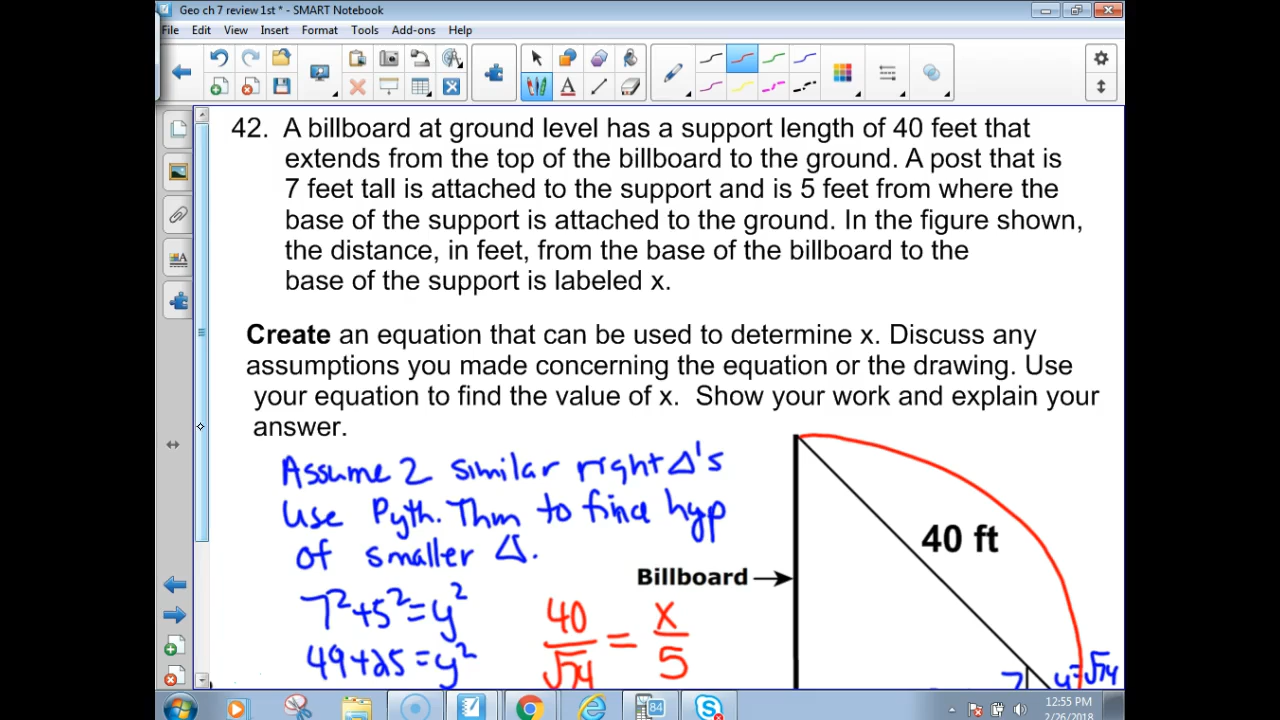 Geo ch 7 review 1st * - SMART Notebook
File Edit View Insert Format Tools Add-ons Help
42. A billboard at ground level has a support length of 40 feet that
extends from the top of the billboard to the ground. A post that is
7 feet tall is attached to the support and is 5 feet from where the
base of the support is attached to the ground. In the figure shown,
the distance, in feet, from the base of the billboard to the
base of the support is labeled x.
Create an equation that can be used to determine x. Discuss any
assumptions you made concerning the equation or the drawing. Use
your equation to find the value of x. Show your work and explain your
answer.
Assume 2 similar right Δ's
Use Pyth. Thm to find hyp
of smaller Δ.
40 ft
Billboard
7²+5²=y²
40/√74 = x/5
49+25=y²
7 y=√74
84
12:55 PM
2/26/2018